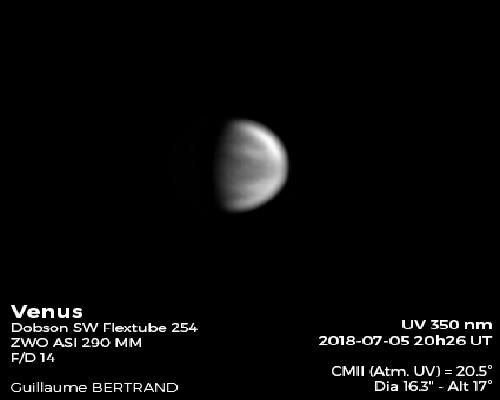 Venus
Dobson SW Flextube 254
ZWO ASI 290 MM
F/D 14
Guillaume BERTRAND
UV 350 nm
2018-07-05 20h26 UT
CMII (Atm. UV) = 20.5°
Dia 16.3" - Alt 17°